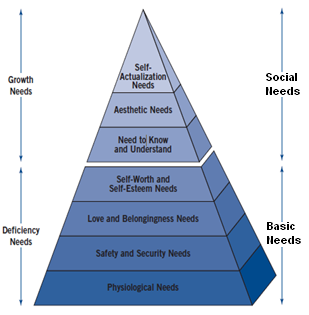 Self-
Actualization
Needs
Aesthetic Needs
Need to Know
and Understand
Self-Worth and
Self-Esteem Needs
Love and Belongingness Needs
Safety and Security Needs
Physiological Needs
Growth
Needs
Deficiency
Needs
Social
Needs
Basic
Needs